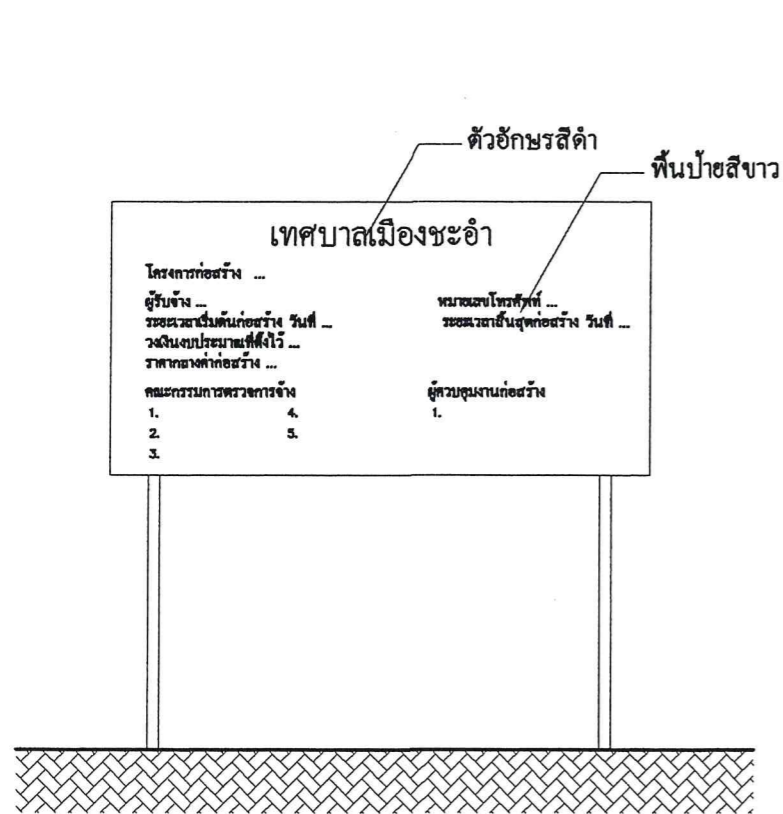 ตัวอักษรสีดำ
พื้นป้ายสีขาว
เทศบาลเมืองชะอำ
โครงการก่อสร้าง ...
ผู้รับจ้าง ... หมายเลขโทรศัพท์ ...
ระยะเวลาเริ่มต้นก่อสร้าง วันที่ ... ระยะเวลาสิ้นสุดก่อสร้าง วันที่ ...
วงเงินงบประมาณที่ตั้งไว้ ...
ราคากลางค่าก่อสร้าง ...
คณะกรรมการตรวจการจ้าง ผู้ควบคุมงานก่อสร้าง
1. 4. 1.
2. 5.
3.